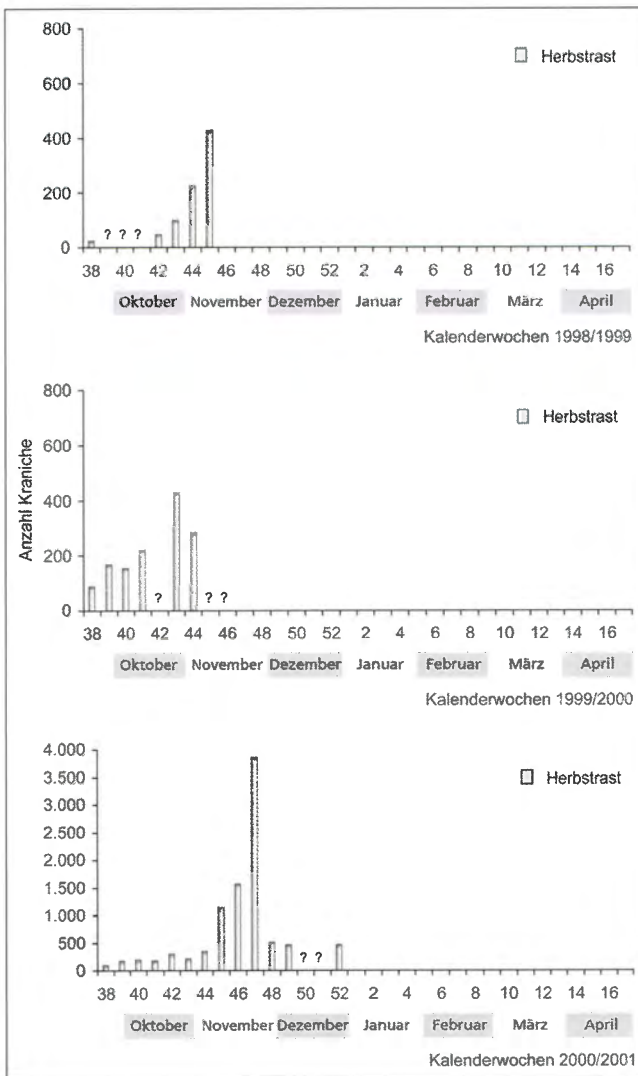 800
Herbstrast
600
400
200
? ? ?
0
38 40 42 44 46 48 50 52 2 4 6 8 10 12 14 16
Oktober November Dezember Januar Februar März April
Kalenderwochen 1998/1999
Anzahl Kraniche
800
Herbstrast
600
400
200
? ? ?
0
38 40 42 44 46 48 50 52 2 4 6 8 10 12 14 16
Oktober November Dezember Januar Februar März April
Kalenderwochen 1999/2000
4.000
Herbstrast
3.500
3.000
2.500
2.000
1.500
1.000
500
? ?
0
38 40 42 44 46 48 50 52 2 4 6 8 10 12 14 16
Oktober November Dezember Januar Februar März April
Kalenderwochen 2000/2001